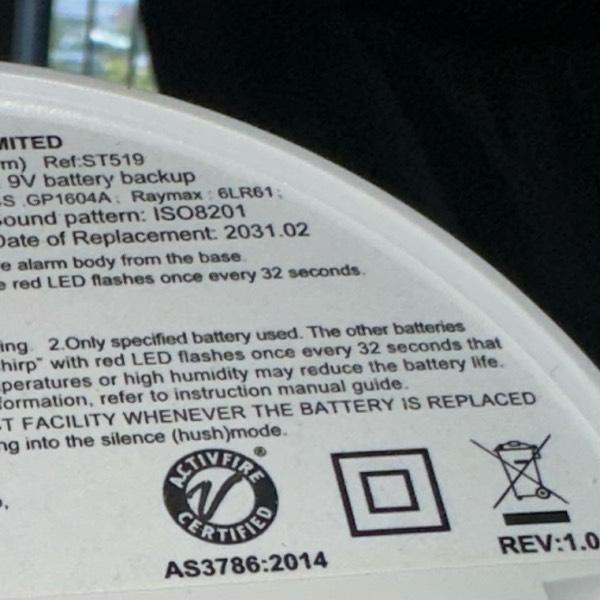 MITED
m) Ref:ST519
9V battery backup
S .GP1604A; Raymax : 6LR61;
ound pattern: ISO8201
Date of Replacement: 2031.02
e alarm body from the base.
e red LED flashes once every 32 seconds.
ing. 2.Only specified battery used. The other batteries
hirp" with red LED flashes once every 32 seconds that
peratures or high humidity may reduce the battery life.
formation, refer to instruction manual guide.
T FACILITY WHENEVER THE BATTERY IS REPLACED
ng into the silence (hush)mode.
ACTIVFIRE ®
CERTIFIED
AS3786:2014
REV:1.0